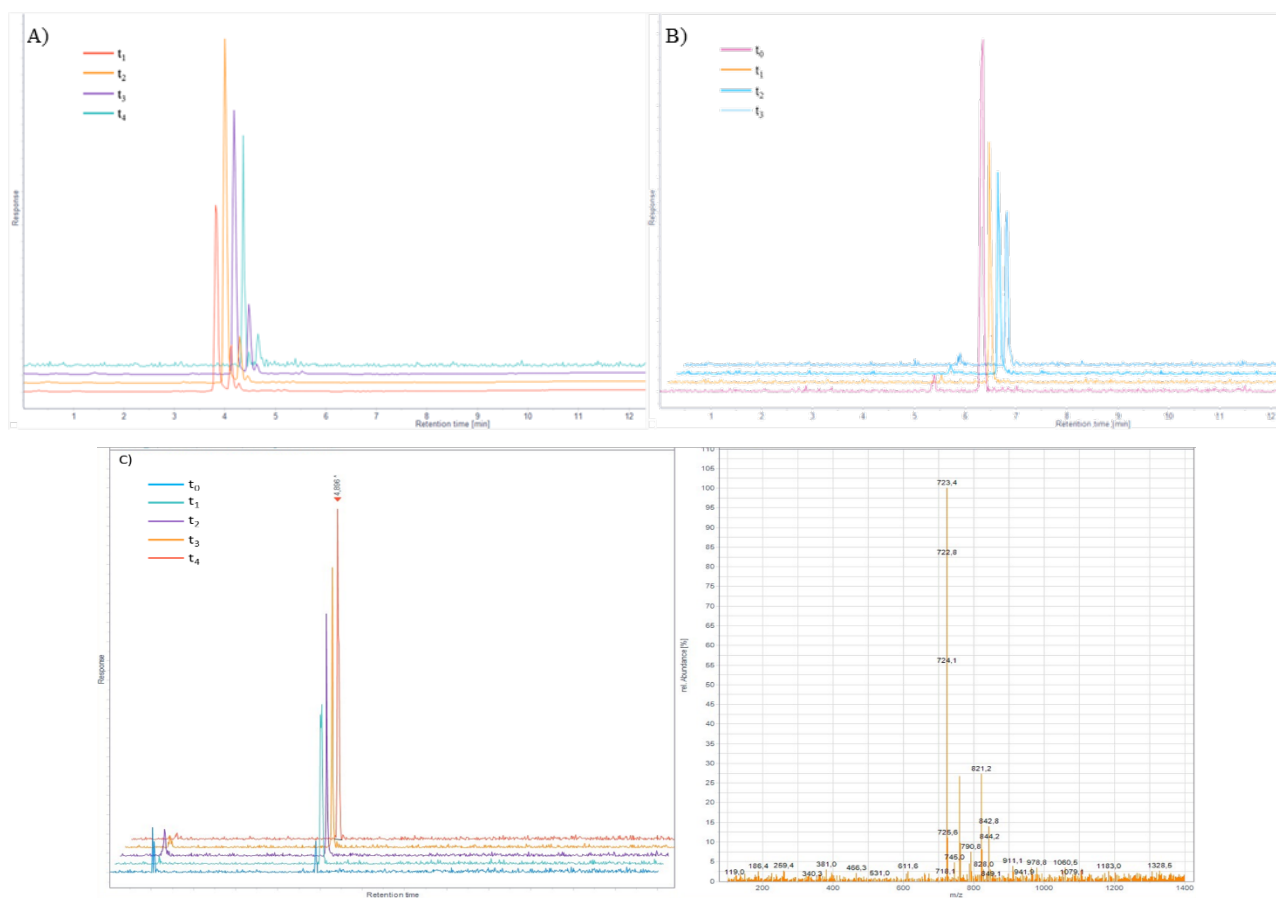 A)
t1
t2
t3
t4
Response
1 2 3 4 5 6 7 8 9 10 11 12
Retention time [min]
B)
t0
t1
t2
t3
Response
1 2 3 4 5 6 7 8 9 10 11 12
Retention time [min]
C)
t0
t1
t2
t3
t4
4,896 *
Response
Retention time
110
105
100
95
90
85
80
75
70
65
60
55
50
45
40
35
30
25
20
15
10
5
0
rel. Abundance [%]
723,4
722,8
724,1
821,2
842,8
725,6
844,2
790,8
745,0
828,0
911,1
978,8
1060,5
1183,0
1328,5
119,0
186,4
259,4
340,3
381,0
466,3
531,0
611,6
718,1
849,1
941,9
1079,1
200 400 600 800 1000 1200 1400
m/z